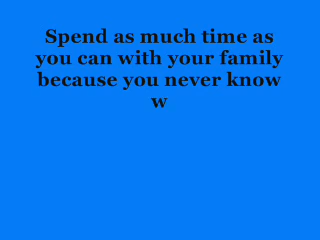 Spend as much time as
you can with your family
because you never know
w